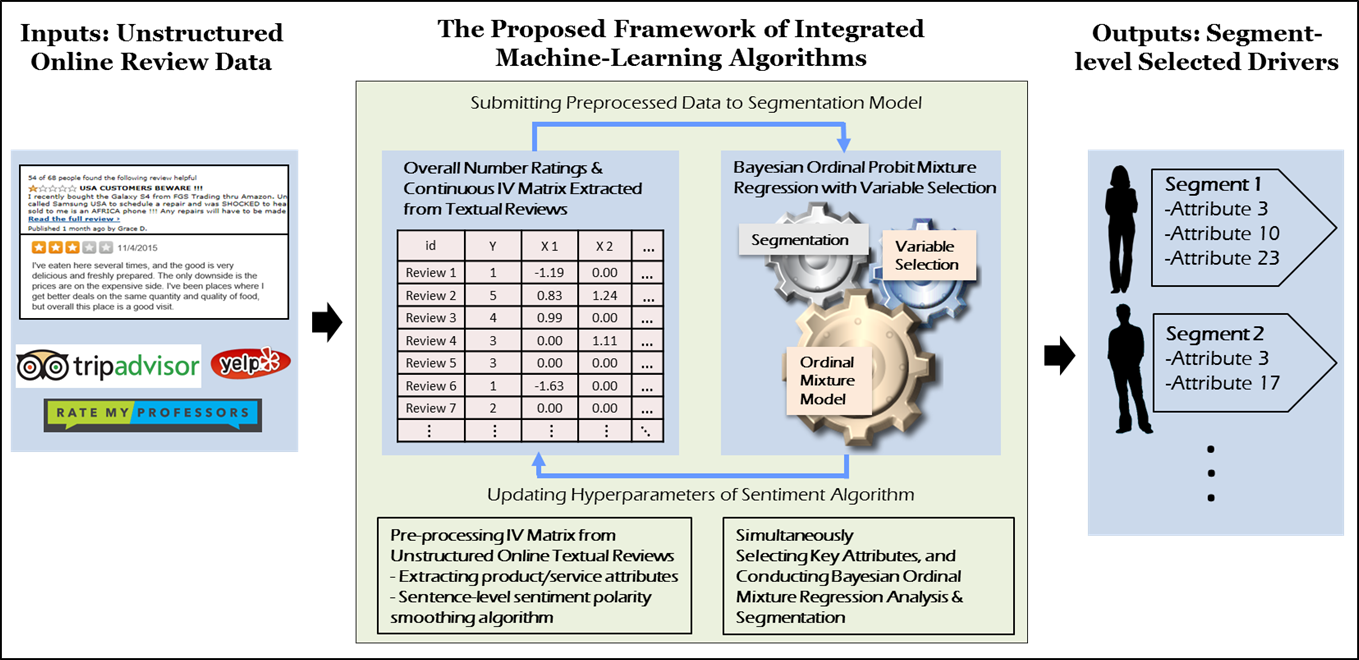 Inputs: Unstructured
Online Review Data
The Proposed Framework of Integrated
Machine-Learning Algorithms
Outputs: Segment-
level Selected Drivers
54 of 68 people found the following review helpful
USA CUSTOMERS BEWARE !!!
I recently bought the Galaxy S4 from FGS Trading thru Amazon. Un
called Samsung USA to schedule a repair and was SHOCKED to hea
sold to me is an AFRICA phone !!! Any repairs will have to be made
Read the full review ›
Published 1 month ago by Grace D.
11/4/2015
I've eaten here several times, and the good is very
delicious and freshly prepared. The only downside is the
prices are on the expensive side. I've been places where I
get better deals on the same quantity and quality of food,
but overall this place is a good visit.
tripadvisor
yelp
RATE MY PROFESSORS
Submitting Preprocessed Data to Segmentation Model
Overall Number Ratings &
Continuous IV Matrix Extracted
from Textual Reviews
id Y X 1 X 2 ...
Review 1 1 -1.19 0.00 ...
Review 2 5 0.83 1.24 ...
Review 3 4 0.99 0.00 ...
Review 4 3 0.00 1.11 ...
Review 5 3 0.00 0.00 ...
Review 6 1 -1.63 0.00 ...
Review 7 2 0.00 0.00 ...
⋮ ⋮ ⋮ ⋮ ⋱
Bayesian Ordinal Probit Mixture
Regression with Variable Selection
Segmentation
Variable
Selection
Ordinal
Mixture
Model
Updating Hyperparameters of Sentiment Algorithm
Pre-processing IV Matrix from
Unstructured Online Textual Reviews
- Extracting product/service attributes
- Sentence-level sentiment polarity
smoothing algorithm
Simultaneously
Selecting Key Attributes, and
Conducting Bayesian Ordinal
Mixture Regression Analysis &
Segmentation
Segment 1
-Attribute 3
-Attribute 10
-Attribute 23
Segment 2
-Attribute 3
-Attribute 17